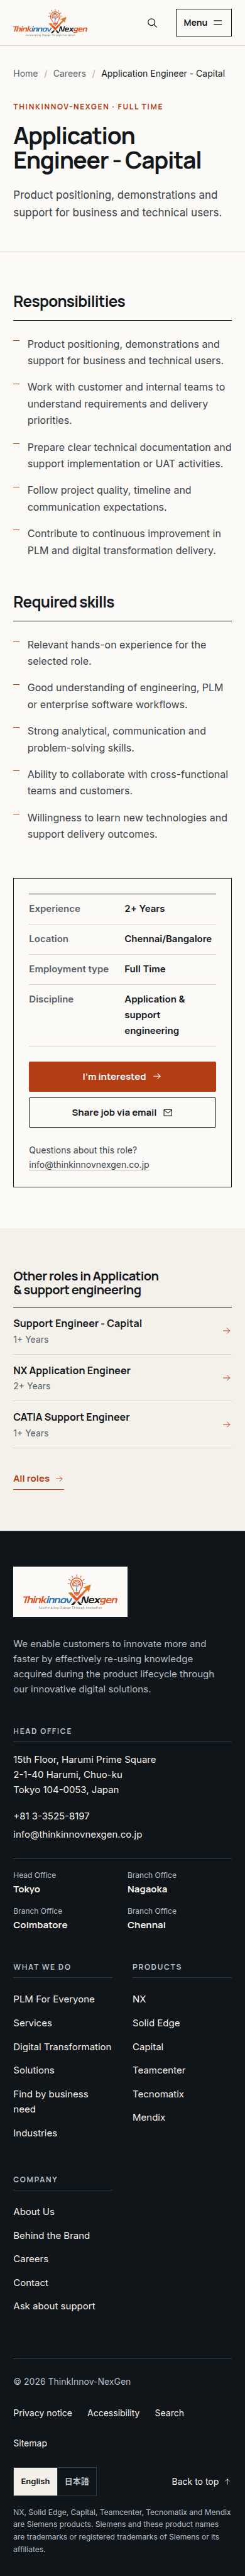 ThinkinnovXNexgen
Menu
Home / Careers / Application Engineer - Capital
THINKINNOV-NEXGEN · FULL TIME
Application
Engineer - Capital
Product positioning, demonstrations and
support for business and technical users.
Responsibilities
Product positioning, demonstrations and
support for business and technical users.
Work with customer and internal teams to
understand requirements and delivery
priorities.
Prepare clear technical documentation and
support implementation or UAT activities.
Follow project quality, timeline and
communication expectations.
Contribute to continuous improvement in
PLM and digital transformation delivery.
Required skills
Relevant hands-on experience for the
selected role.
Good understanding of engineering, PLM
or enterprise software workflows.
Strong analytical, communication and
problem-solving skills.
Ability to collaborate with cross-functional
teams and customers.
Willingness to learn new technologies and
support delivery outcomes.
Experience 2+ Years
Location Chennai/Bangalore
Employment type Full Time
Discipline Application &
support
engineering
I'm interested →
Share job via email
Questions about this role?
info@thinkinnovnexgen.co.jp
Other roles in Application
& support engineering
Support Engineer - Capital
1+ Years
→
NX Application Engineer
2+ Years
→
CATIA Support Engineer
1+ Years
→
All roles →
ThinkinnovXNexgen
We enable customers to innovate more and
faster by effectively re-using knowledge
acquired during the product lifecycle through
our innovative digital solutions.
HEAD OFFICE
15th Floor, Harumi Prime Square
2-1-40 Harumi, Chuo-ku
Tokyo 104-0053, Japan
+81 3-3525-8197
info@thinkinnovnexgen.co.jp
Head Office
Tokyo
Branch Office
Nagaoka
Branch Office
Coimbatore
Branch Office
Chennai
WHAT WE DO
PLM For Everyone
Services
Digital Transformation
Solutions
Find by business
need
Industries
PRODUCTS
NX
Solid Edge
Capital
Teamcenter
Tecnomatix
Mendix
COMPANY
About Us
Behind the Brand
Careers
Contact
Ask about support
© 2026 ThinkInnov-NexGen
Privacy notice Accessibility Search
Sitemap
English 日本語
Back to top ↑
NX, Solid Edge, Capital, Teamcenter, Tecnomatix and Mendix
are Siemens products. Siemens and these product names
are trademarks or registered trademarks of Siemens or its
affiliates.